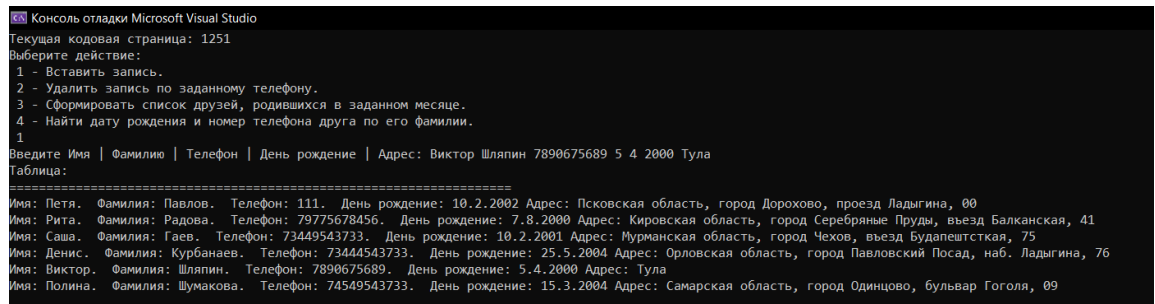 Консоль отладки Microsoft Visual Studio
Текущая кодовая страница: 1251
Выберите действие:
1 - Вставить запись.
2 - Удалить запись по заданному телефону.
3 - Сформировать список друзей, родившихся в заданном месяце.
4 - Найти дату рождения и номер телефона друга по его фамилии.
1
Введите Имя | Фамилию | Телефон | День рождение | Адрес: Виктор Шляпин 7890675689 5 4 2000 Тула
Таблица:
====================================================================
Имя: Петя.  Фамилия: Павлов.  Телефон: 111.  День рождение: 10.2.2002 Адрес: Псковская область, город Дорохово, проезд Ладыгина, 00
Имя: Рита.  Фамилия: Радова.  Телефон: 79775678456.  День рождение: 7.8.2000 Адрес: Кировская область, город Серебряные Пруды, въезд Балканская, 41
Имя: Саша.  Фамилия: Гаев.  Телефон: 73449543733.  День рождение: 10.2.2001 Адрес: Мурманская область, город Чехов, въезд Будапештсткая, 75
Имя: Денис.  Фамилия: Курбанаев.  Телефон: 73444543733.  День рождение: 25.5.2004 Адрес: Орловская область, город Павловский Посад, наб. Ладыгина, 76
Имя: Виктор.  Фамилия: Шляпин.  Телефон: 7890675689.  День рождение: 5.4.2000 Адрес: Тула
Имя: Полина.  Фамилия: Шумакова.  Телефон: 74549543733.  День рождение: 15.3.2004 Адрес: Самарская область, город Одинцово, бульвар Гоголя, 09